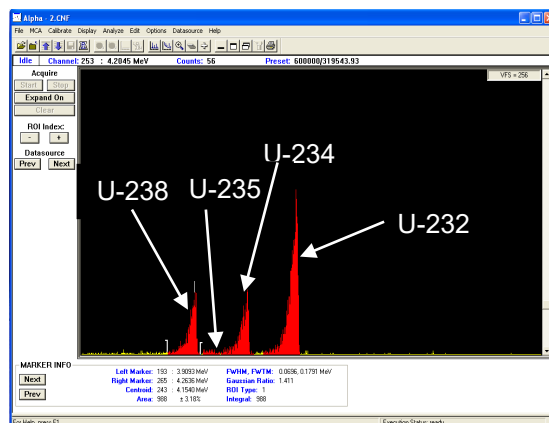 Alpha - 2.CNF
File MCA Calibrate Display Analyze Edit Options Datasource Help
Idle Channel: 253 : 4.2045 MeV Counts: 56 Preset: 600000/319543.93
Acquire
Start Stop
Expand On
Clear
ROI Index:
- +
Datasource
Prev Next
VFS = 256
U-234
U-238 U-235
U-232
MARKER INFO
Next
Prev
Left Marker: 193 : 3.9093 MeV FWHM, FWTM: 0.0696, 0.1791 MeV
Right Marker: 265 : 4.2636 MeV Gaussian Ratio: 1.411
Centroid: 243 : 4.1540 MeV ROI Type: 1
Area: 988 ± 3.18% Integral: 988
For Help, press F1 Execution Status: ready